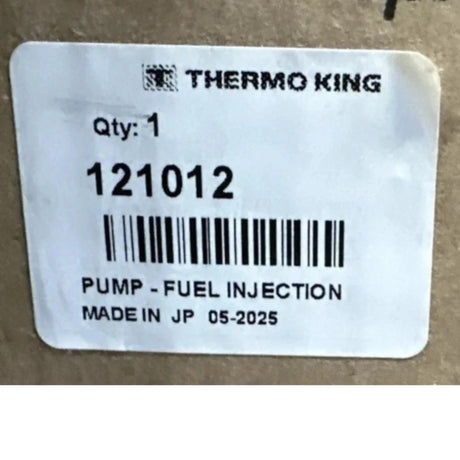 THERMO KING
Qty: 1
121012
PUMP - FUEL INJECTION
MADE IN JP 05-2025